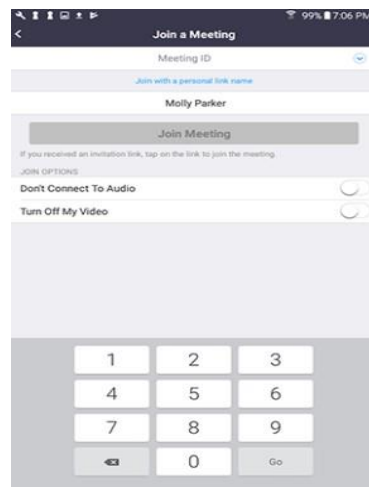 99% 7:06 PM
Join a Meeting
Meeting ID
Join with a personal link name
Molly Parker
Join Meeting
If you received an invitation link, tap on the link to join the meeting.
JOIN OPTIONS
Don't Connect To Audio
Turn Off My Video
1 2 3
4 5 6
7 8 9
0 Go